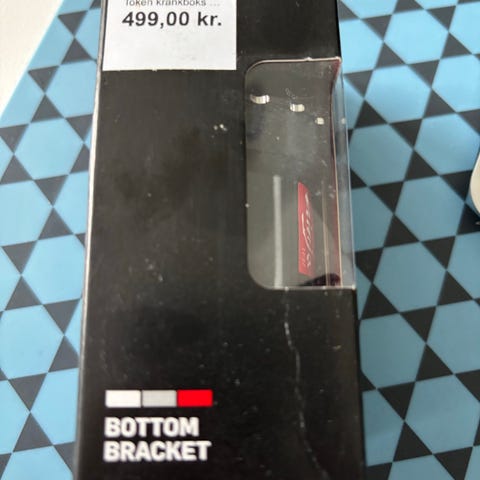 Token krankboks ...
499,00 kr.
BOTTOM
BRACKET